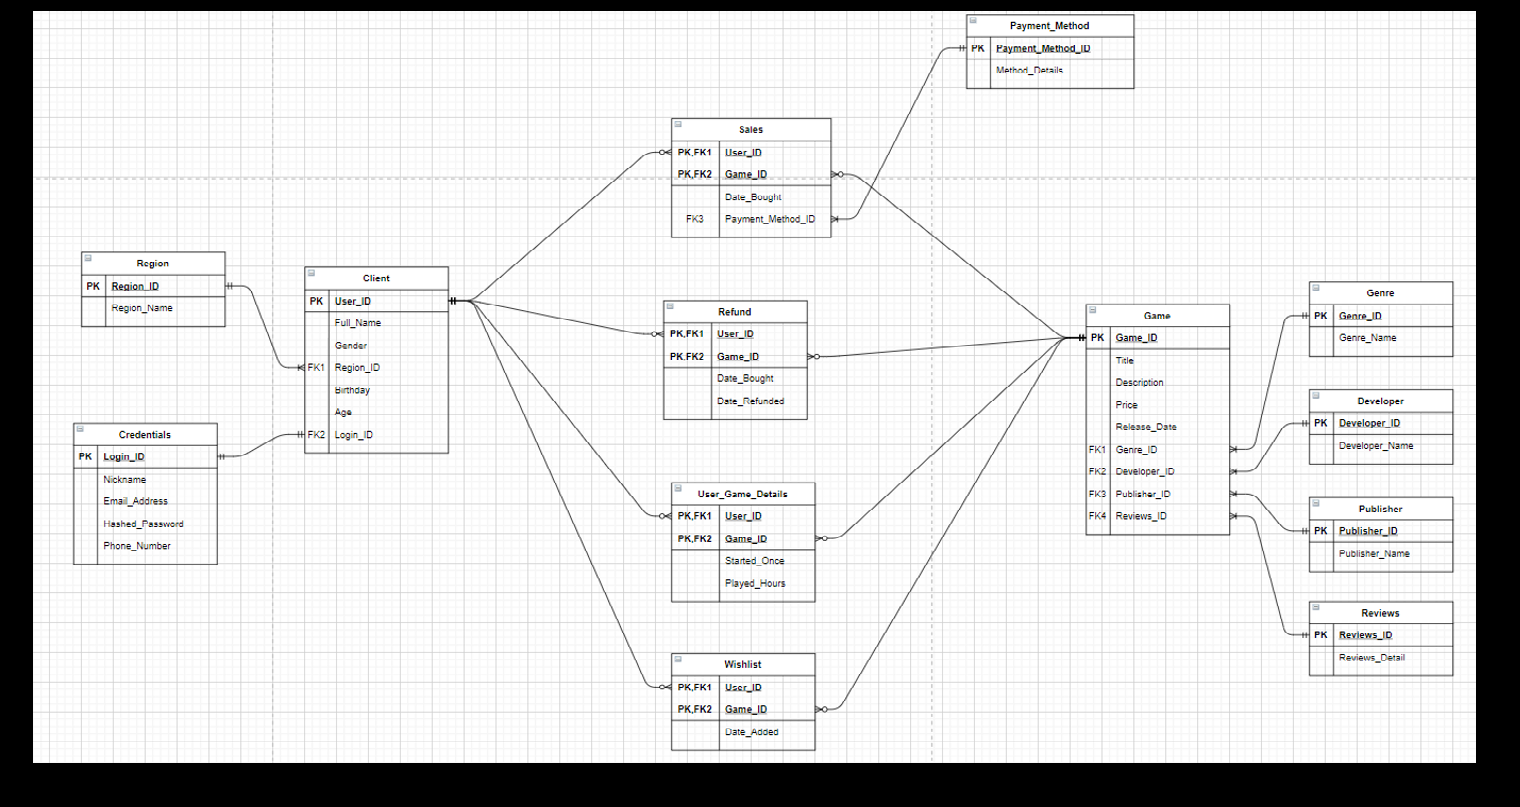 Payment_Method
PK Payment_Method_ID
Method_Details
Sales
PK,FK1 User_ID
PK,FK2 Game_ID
Date_Bought
FK3 Payment_Method_ID
Region
PK Region_ID
Region_Name
Client
PK User_ID
Full_Name
Gender
FK1 Region_ID
Birthday
Age
FK2 Login_ID
Credentials
PK Login_ID
Nickname
Email_Address
Hashed_Password
Phone_Number
Refund
PK,FK1 User_ID
PK,FK2 Game_ID
Date_Bought
Date_Refunded
User_Game_Details
PK,FK1 User_ID
PK,FK2 Game_ID
Started_Once
Played_Hours
Wishlist
PK,FK1 User_ID
PK,FK2 Game_ID
Date_Added
Game
PK Game_ID
Title
Description
Price
Release_Date
FK1 Genre_ID
FK2 Developer_ID
FK3 Publisher_ID
FK4 Reviews_ID
Genre
PK Genre_ID
Genre_Name
Developer
PK Developer_ID
Developer_Name
Publisher
PK Publisher_ID
Publisher_Name
Reviews
PK Reviews_ID
Reviews_Detail